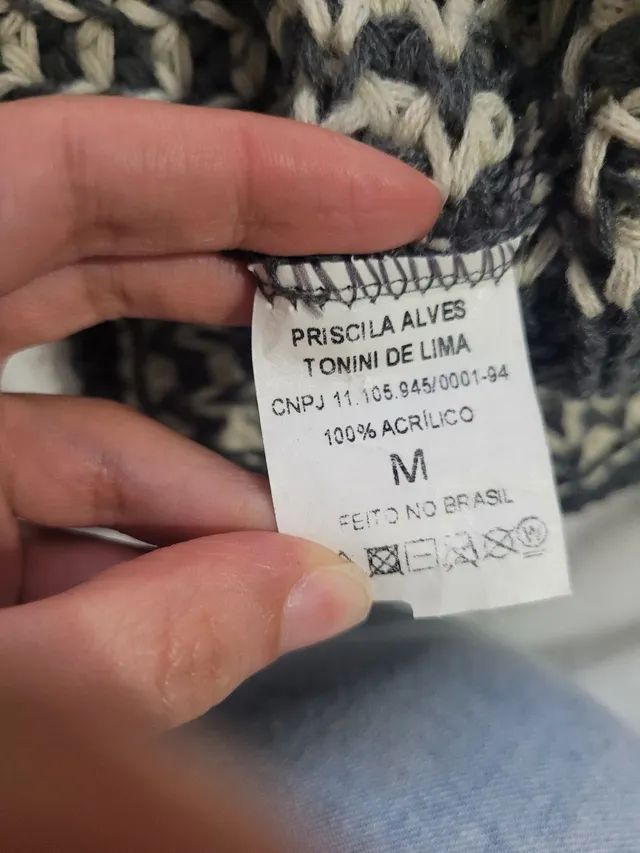 PRISCILA ALVES
TONINI DE LIMA
CNPJ 11.105.945/0001-94
100% ACRÍLICO
M
FEITO NO BRASIL
W